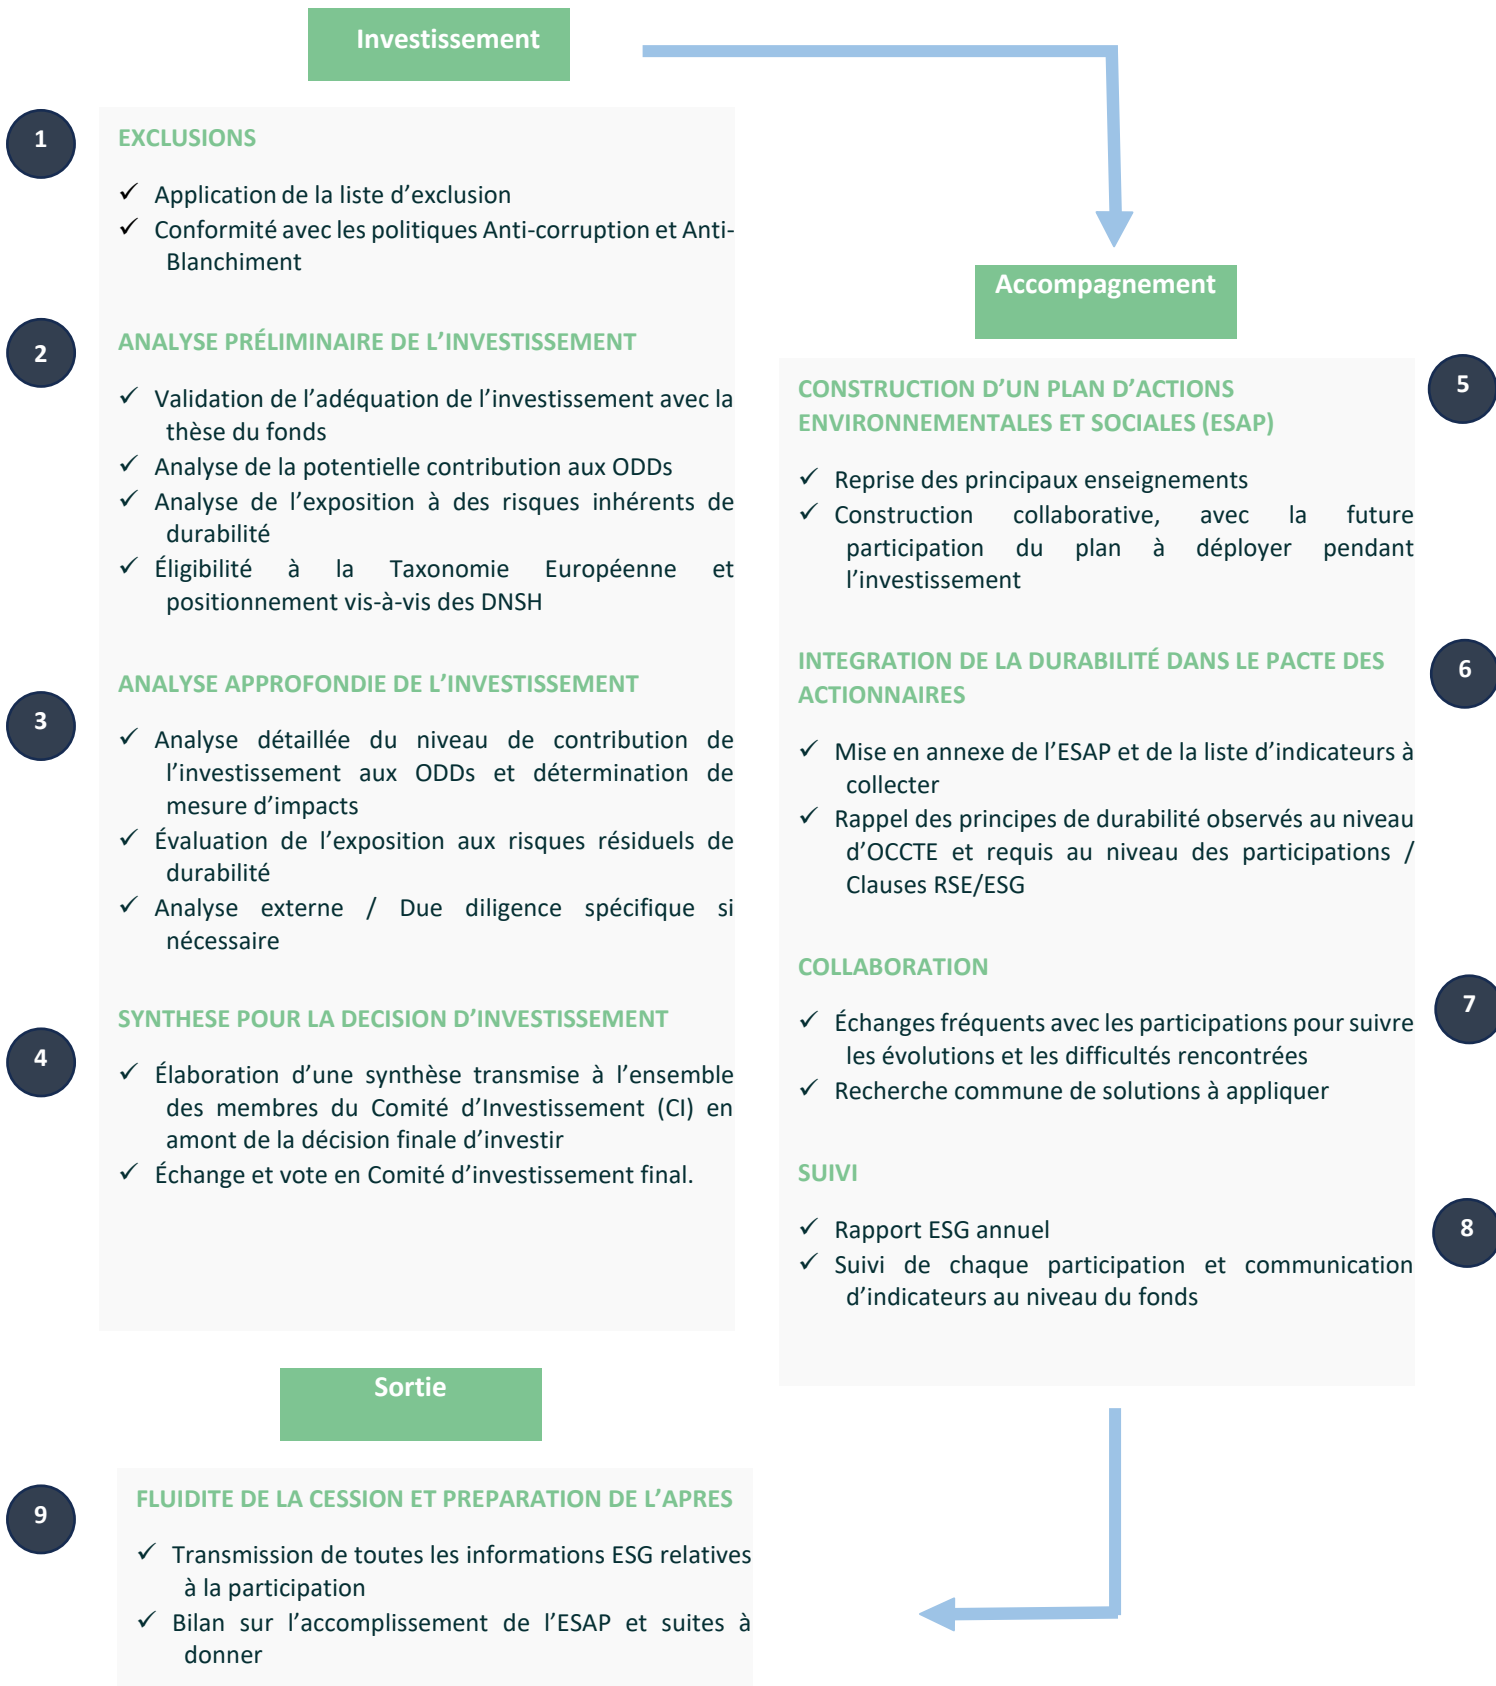 Investissement
1
EXCLUSIONS
✓ Application de la liste d’exclusion
✓ Conformité avec les politiques Anti-corruption et Anti-
Blanchiment
2
ANALYSE PRÉLIMINAIRE DE L’INVESTISSEMENT
✓ Validation de l’adéquation de l’investissement avec la
thèse du fonds
✓ Analyse de la potentielle contribution aux ODDs
✓ Analyse de l’exposition à des risques inhérents de
durabilité
✓ Éligibilité à la Taxonomie Européenne et
positionnement vis-à-vis des DNSH
3
ANALYSE APPROFONDIE DE L’INVESTISSEMENT
✓ Analyse détaillée du niveau de contribution de
l’investissement aux ODDs et détermination de
mesure d’impacts
✓ Évaluation de l’exposition aux risques résiduels de
durabilité
✓ Analyse externe / Due diligence spécifique si
nécessaire
4
SYNTHESE POUR LA DECISION D’INVESTISSEMENT
✓ Élaboration d’une synthèse transmise à l’ensemble
des membres du Comité d’Investissement (CI) en
amont de la décision finale d’investir
✓ Échange et vote en Comité d’investissement final.
Accompagnement
5
CONSTRUCTION D’UN PLAN D’ACTIONS
ENVIRONNEMENTALES ET SOCIALES (ESAP)
✓ Reprise des principaux enseignements
✓ Construction collaborative, avec la future
participation du plan à déployer pendant
l’investissement
6
INTEGRATION DE LA DURABILITÉ DANS LE PACTE DES
ACTIONNAIRES
✓ Mise en annexe de l’ESAP et de la liste d’indicateurs à
collecter
✓ Rappel des principes de durabilité observés au niveau
d’OCCTE et requis au niveau des participations /
Clauses RSE/ESG
7
COLLABORATION
✓ Échanges fréquents avec les participations pour suivre
les évolutions et les difficultés rencontrées
✓ Recherche commune de solutions à appliquer
8
SUIVI
✓ Rapport ESG annuel
✓ Suivi de chaque participation et communication
d’indicateurs au niveau du fonds
Sortie
9
FLUIDITE DE LA CESSION ET PREPARATION DE L’APRES
✓ Transmission de toutes les informations ESG relatives
à la participation
✓ Bilan sur l’accomplissement de l’ESAP et suites à
donner